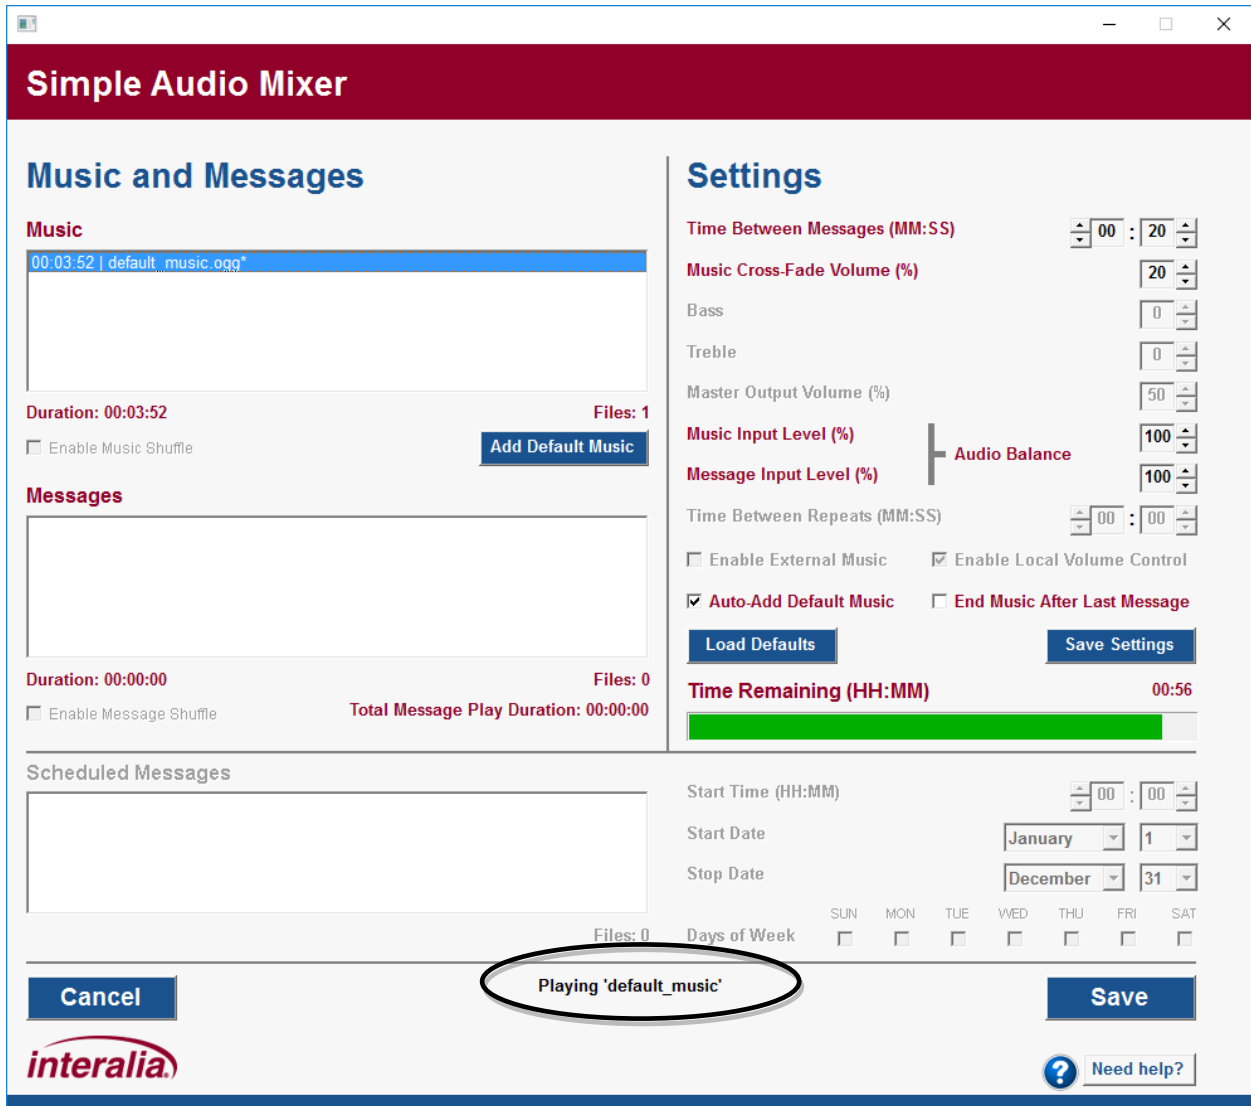 Simple Audio Mixer
Music and Messages
Music
00:03:52 | default_music.ogg*
Duration: 00:03:52 Files: 1
Enable Music Shuffle Add Default Music
Messages
Duration: 00:00:00 Files: 0
Enable Message Shuffle Total Message Play Duration: 00:00:00
Settings
Time Between Messages (MM:SS) 00 : 20
Music Cross-Fade Volume (%) 20
Bass 0
Treble 0
Master Output Volume (%) 50
Music Input Level (%) 100
Audio Balance
Message Input Level (%) 100
Time Between Repeats (MM:SS) 00 : 00
Enable External Music Enable Local Volume Control
Auto-Add Default Music End Music After Last Message
Load Defaults Save Settings
Time Remaining (HH:MM) 00:56
Scheduled Messages
Files: 0
Start Time (HH:MM) 00 : 00
Start Date January 1
Stop Date December 31
SUN MON TUE WED THU FRI SAT
Days of Week
Cancel Playing 'default_music' Save
interalia
? Need help?